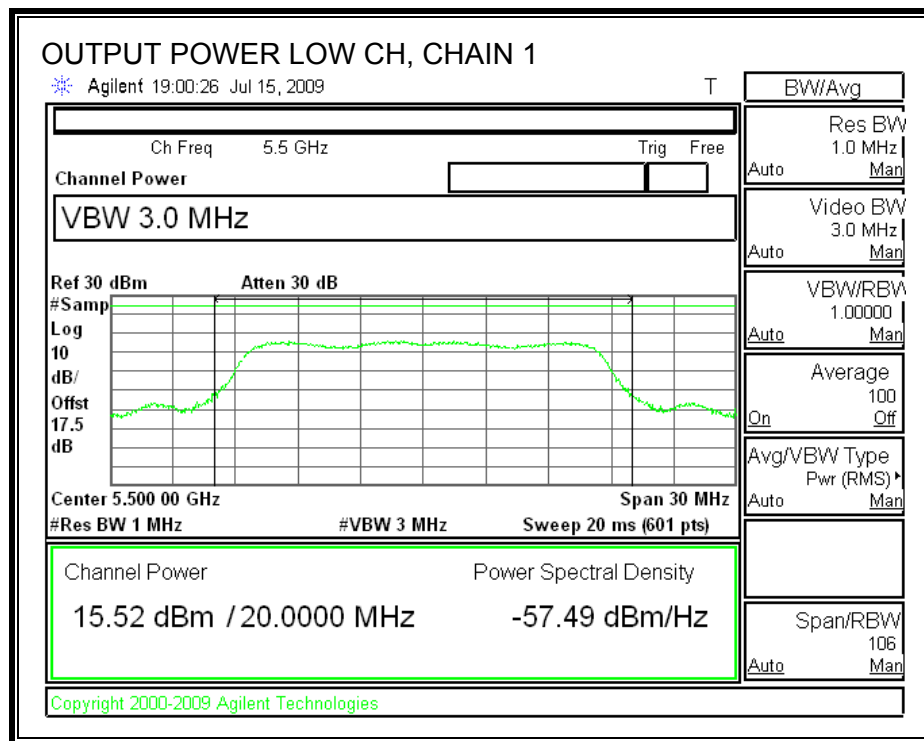 OUTPUT POWER LOW CH, CHAIN 1
Agilent 19:00:26 Jul 15, 2009
T
BW/Avg
Ch Freq 5.5 GHz
Trig Free
Channel Power
VBW 3.0 MHz
Ref 30 dBm Atten 30 dB
#Samp
Log
10
dB/
Offst
17.5
dB
Center 5.500 00 GHz Span 30 MHz
#Res BW 1 MHz #VBW 3 MHz Sweep 20 ms (601 pts)
Channel Power Power Spectral Density
15.52 dBm / 20.0000 MHz -57.49 dBm/Hz
Res BW
1.0 MHz
Auto Man
Video BW
3.0 MHz
Auto Man
VBW/RBW
1.00000
Auto Man
Average
100
On Off
Avg/VBW Type
Pwr (RMS)
Auto Man
Span/RBW
106
Auto Man
Copyright 2000-2009 Agilent Technologies